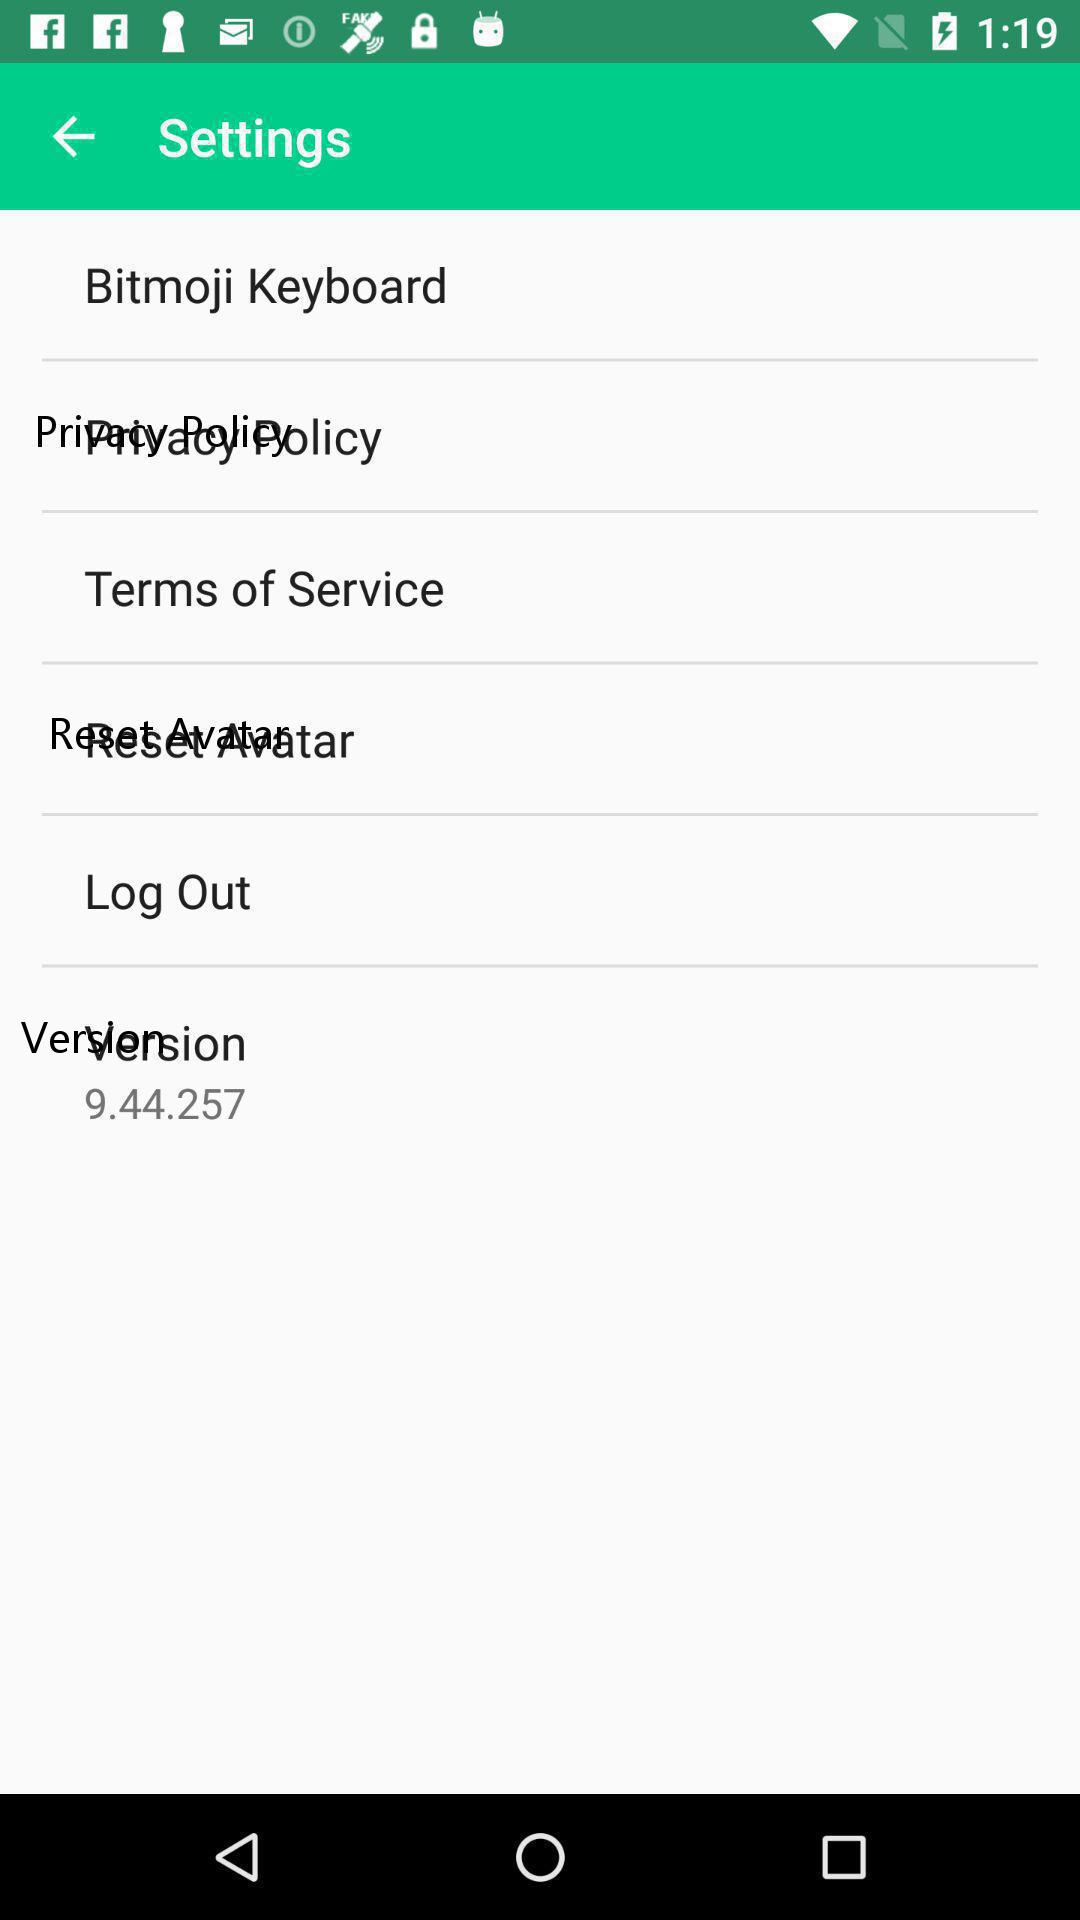 FAKE
1:19
Settings
Bitmoji Keyboard
Privacy Policy
Privacy Policy
Terms of Service
Reset Avatar
Reset Avatar
Log Out
Version
Version
9.44.257